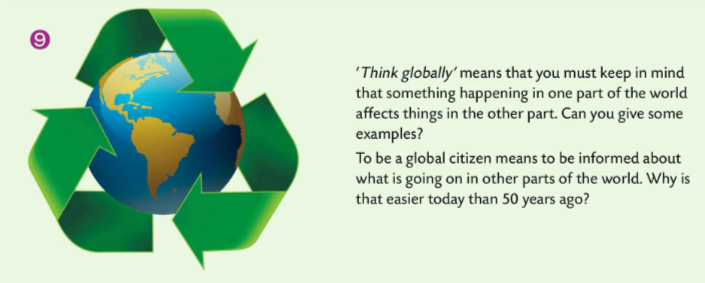 9
'Think globally' means that you must keep in mind
that something happening in one part of the world
affects things in the other part. Can you give some
examples?
To be a global citizen means to be informed about
what is going on in other parts of the world. Why is
that easier today than 50 years ago?